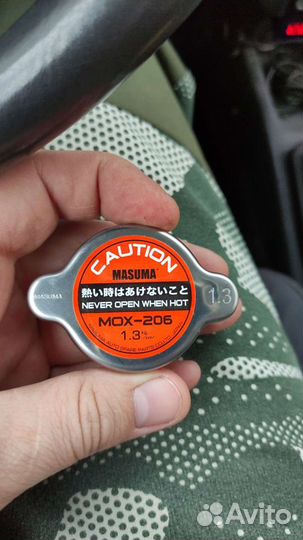 CAUTION
MASUMA
熱い時はあけないこと
NEVER OPEN WHEN HOT
MASUMA
1.3
MOX-206
1.3
Avito